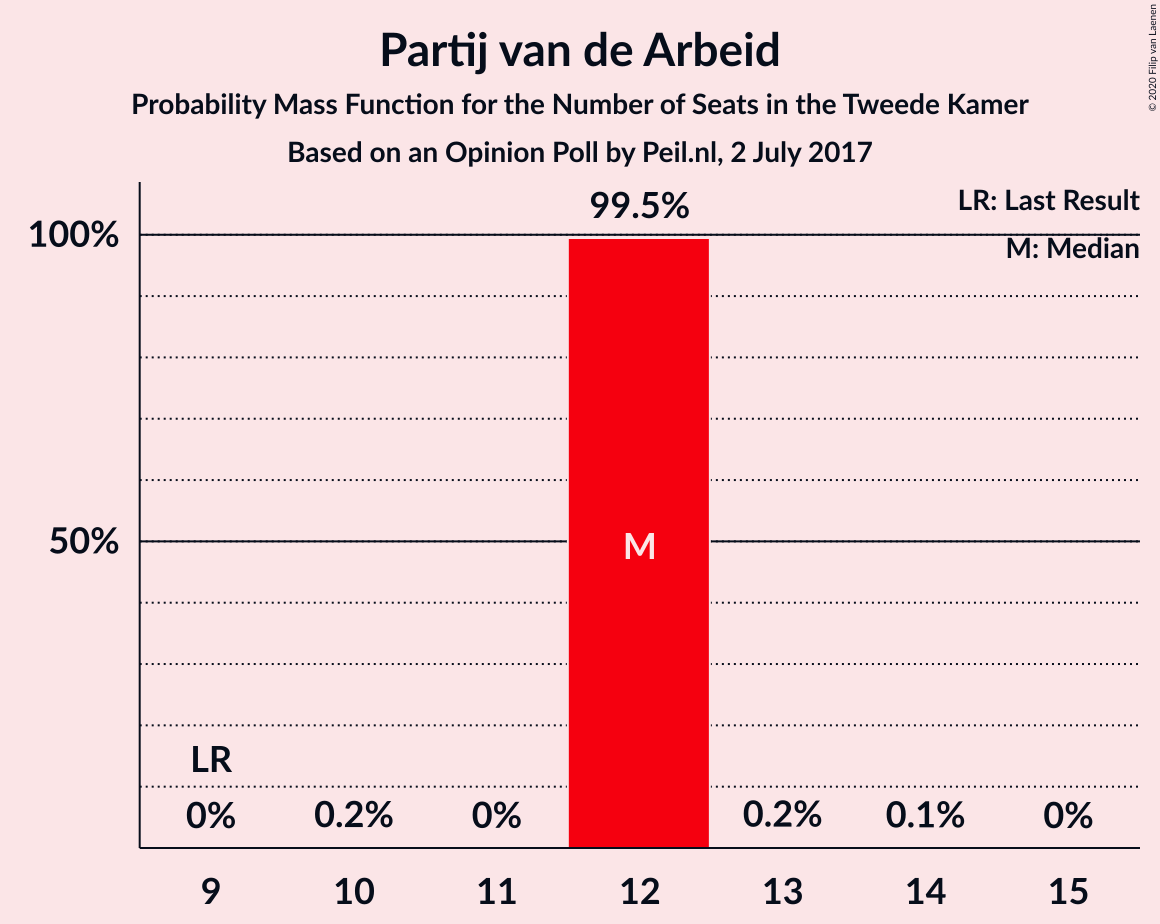 Partij van de Arbeid
Probability Mass Function for the Number of Seats in the Tweede Kamer
Based on an Opinion Poll by Peil.nl, 2 July 2017
© 2020 Filip van Laenen
LR: Last Result
M: Median
99.5%
100%
50%
M
LR
0%
0.2%
0%
0.2%
0.1%
0%
9
10
11
12
13
14
15